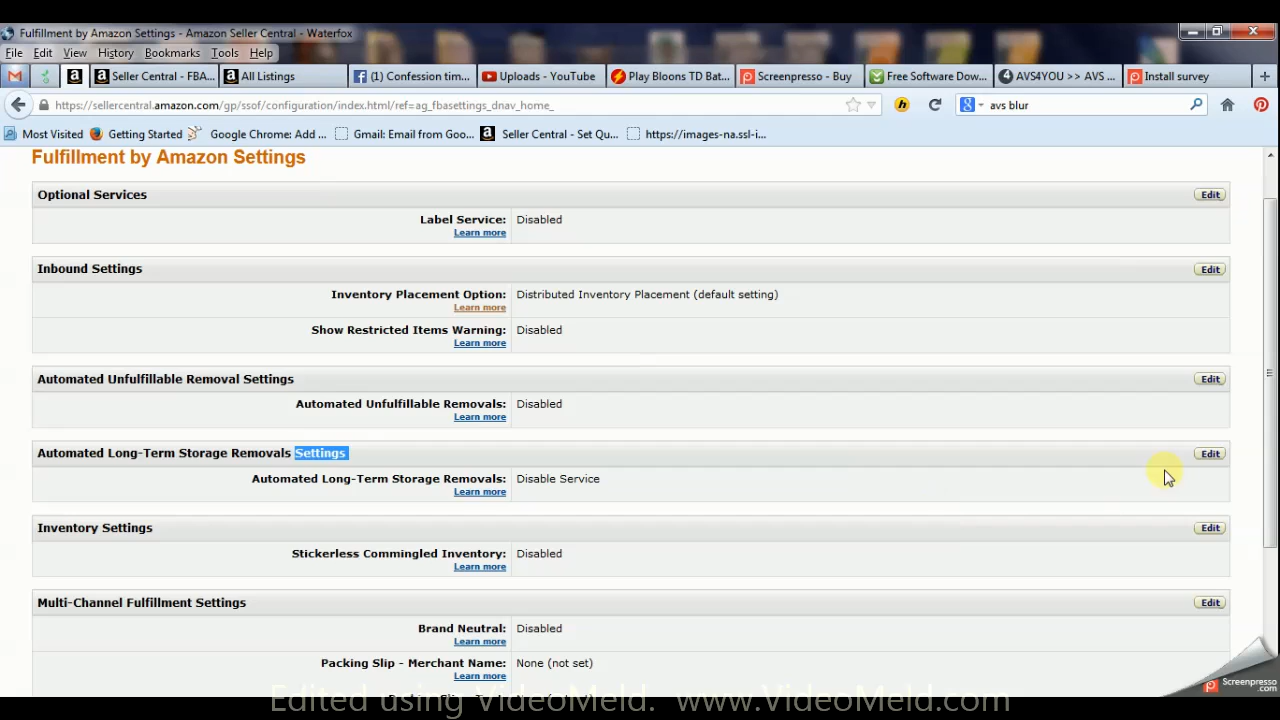 Fulfillment by Amazon Settings - Amazon Seller Central - Waterfox
File Edit View History Bookmarks Tools Help
Seller Central - FBA... All Listings (1) Confession tim... Uploads - YouTube Play Bloons TD Bat... Screenpresso - Buy Free Software Dow... AVS4YOU >> AVS ... Install survey
https://sellercentral.amazon.com/gp/ssof/configuration/index.html/ref=ag_fbasettings_dnav_home_ avs blur
Most Visited Getting Started Google Chrome: Add ... Gmail: Email from Goo... Seller Central - Set Qu... https://images-na.ssl-i...
Fulfillment by Amazon Settings
Optional Services Edit
Label Service: Disabled
Learn more
Inbound Settings Edit
Inventory Placement Option: Distributed Inventory Placement (default setting)
Learn more
Show Restricted Items Warning: Disabled
Learn more
Automated Unfulfillable Removal Settings Edit
Automated Unfulfillable Removals: Disabled
Learn more
Automated Long-Term Storage Removals Settings Edit
Automated Long-Term Storage Removals: Disable Service
Learn more
Inventory Settings Edit
Stickerless Commingled Inventory: Disabled
Learn more
Multi-Channel Fulfillment Settings Edit
Brand Neutral: Disabled
Learn more
Packing Slip - Merchant Name: None (not set)
Learn more
Screenpresso
.com
Edited using VideoMeld. www.VideoMeld.com